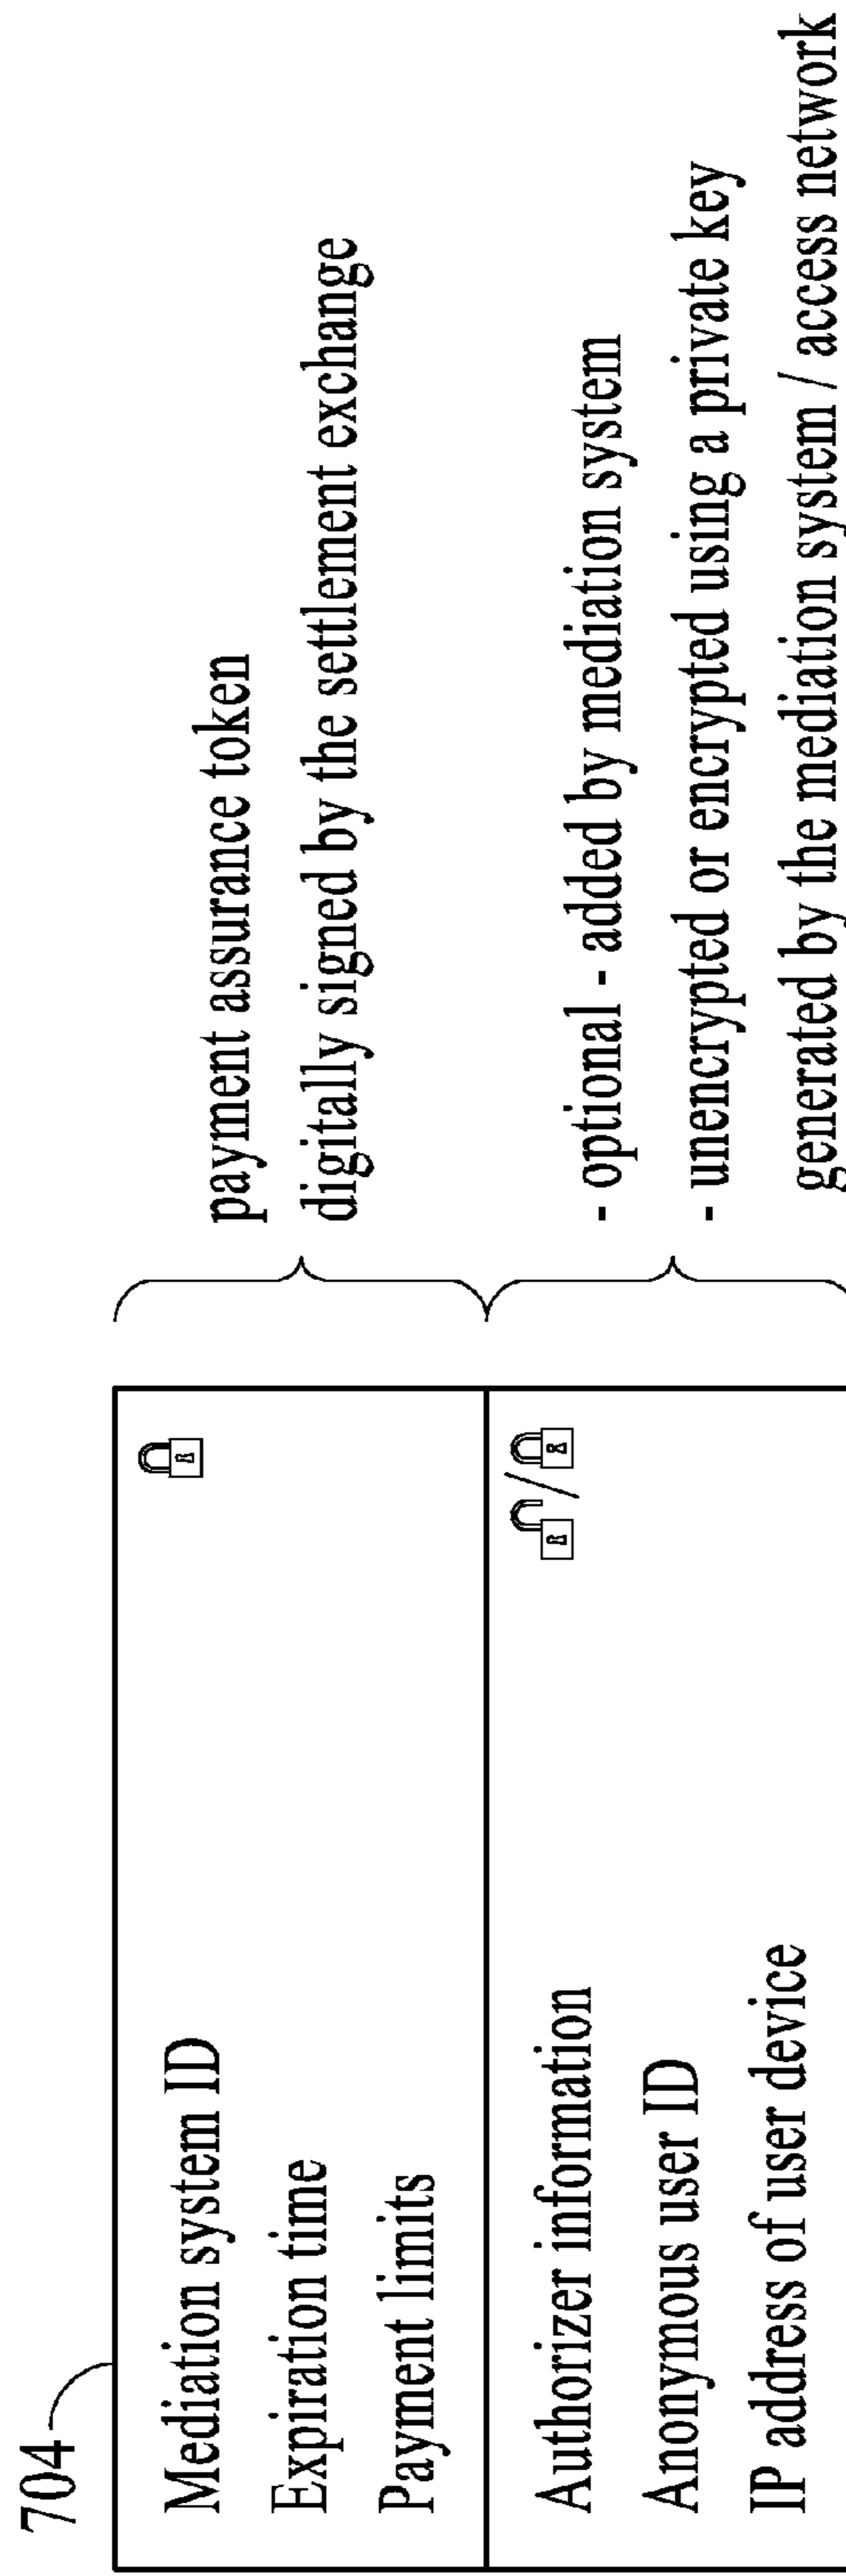 704
Mediation system ID
Expiration time
Payment limits
payment assurance token
digitally signed by the settlement exchange
Authorizer information
Anonymous user ID
IP address of user device
- optional - added by mediation system
- unencrypted or encrypted using a private key
generated by the mediation system / access network